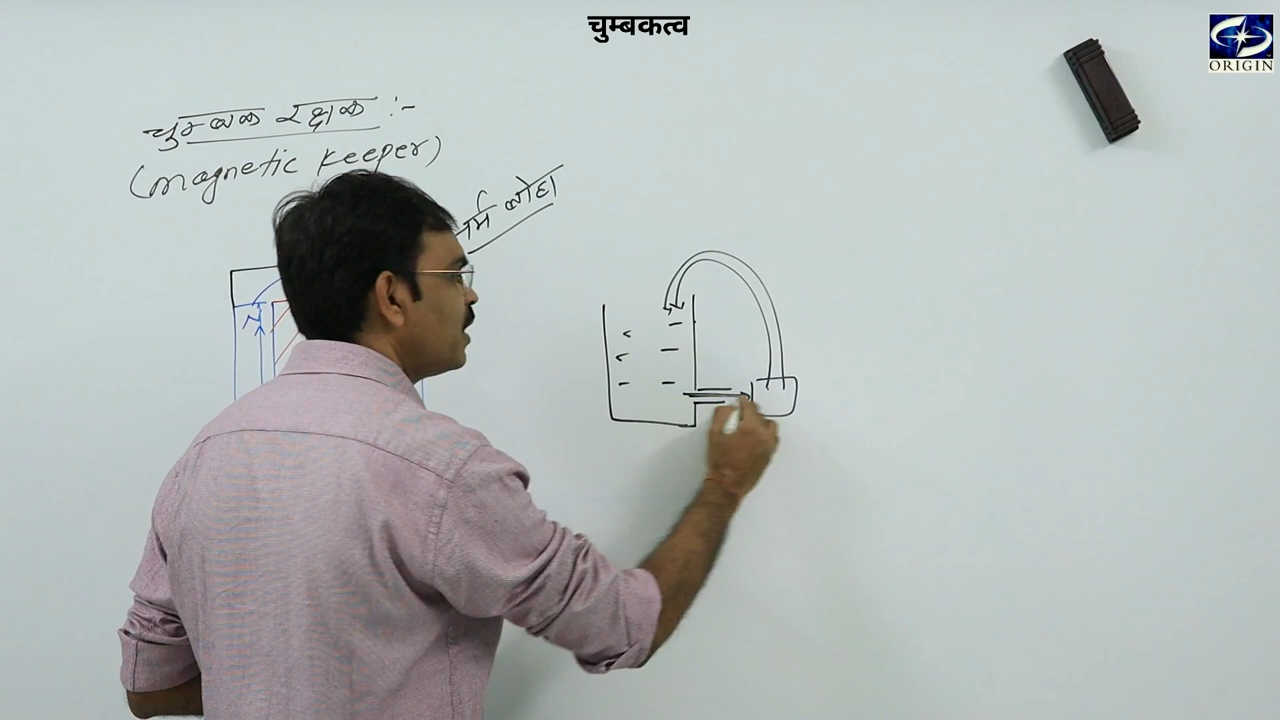 चुम्बकत्व
ORIGIN
चुम्बक रक्षक :-
(magnetic keeper)
नर्म लोहा
N